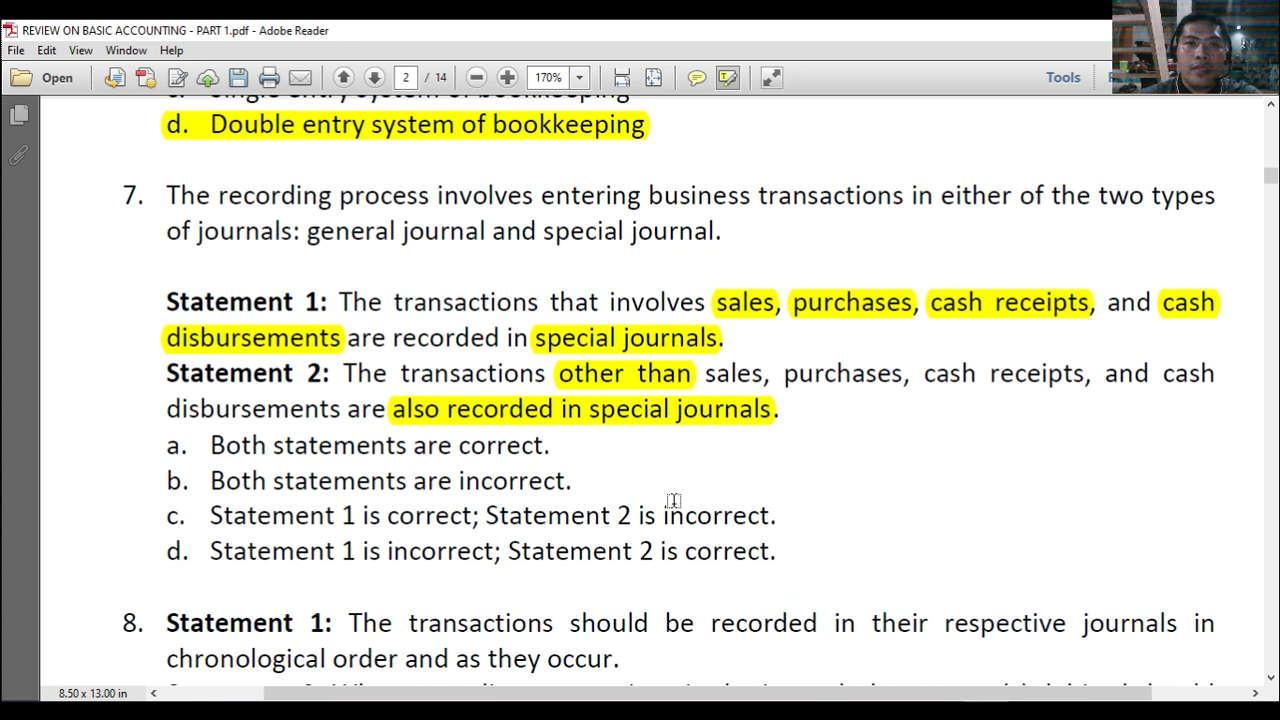 REVIEW ON BASIC ACCOUNTING - PART 1.pdf - Adobe Reader
File Edit View Window Help
Open 2 / 14 170% Tools
Single entry system of bookkeeping
d. Double entry system of bookkeeping
7. The recording process involves entering business transactions in either of the two types
of journals: general journal and special journal.
Statement 1: The transactions that involves sales, purchases, cash receipts, and cash
disbursements are recorded in special journals.
Statement 2: The transactions other than sales, purchases, cash receipts, and cash
disbursements are also recorded in special journals.
a. Both statements are correct.
b. Both statements are incorrect.
c. Statement 1 is correct; Statement 2 is incorrect.
d. Statement 1 is incorrect; Statement 2 is correct.
8. Statement 1: The transactions should be recorded in their respective journals in
chronological order and as they occur.
8.50 x 13.00 in